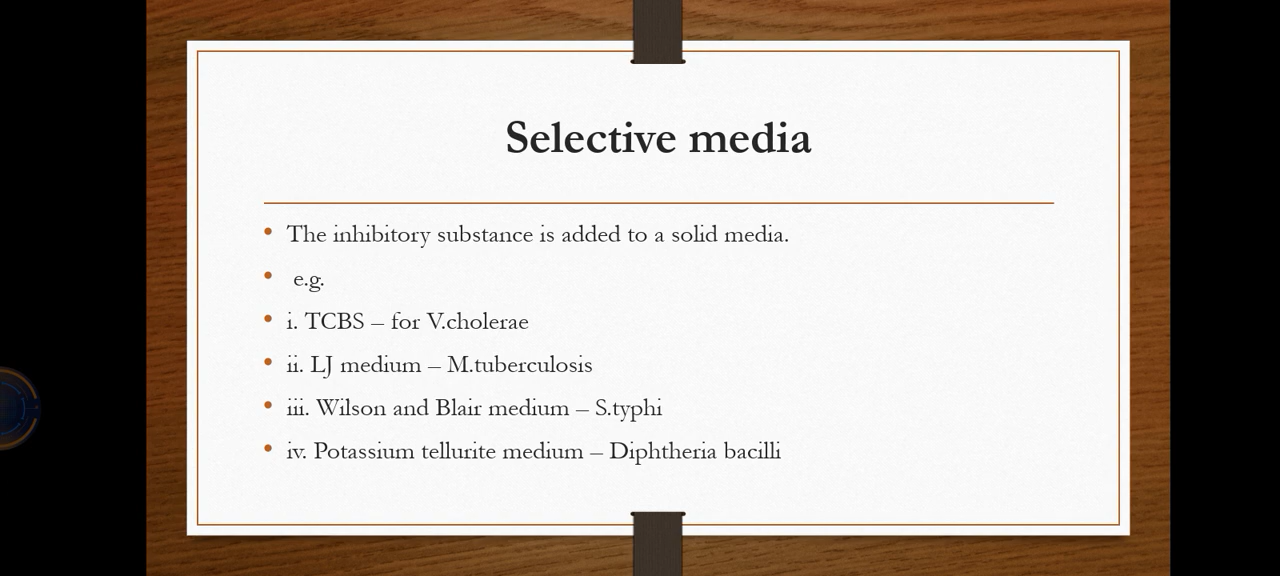 Selective media
• The inhibitory substance is added to a solid media.
• e.g.
• i. TCBS – for V.cholerae
• ii. LJ medium – M.tuberculosis
• iii. Wilson and Blair medium – S.typhi
• iv. Potassium tellurite medium – Diphtheria bacilli